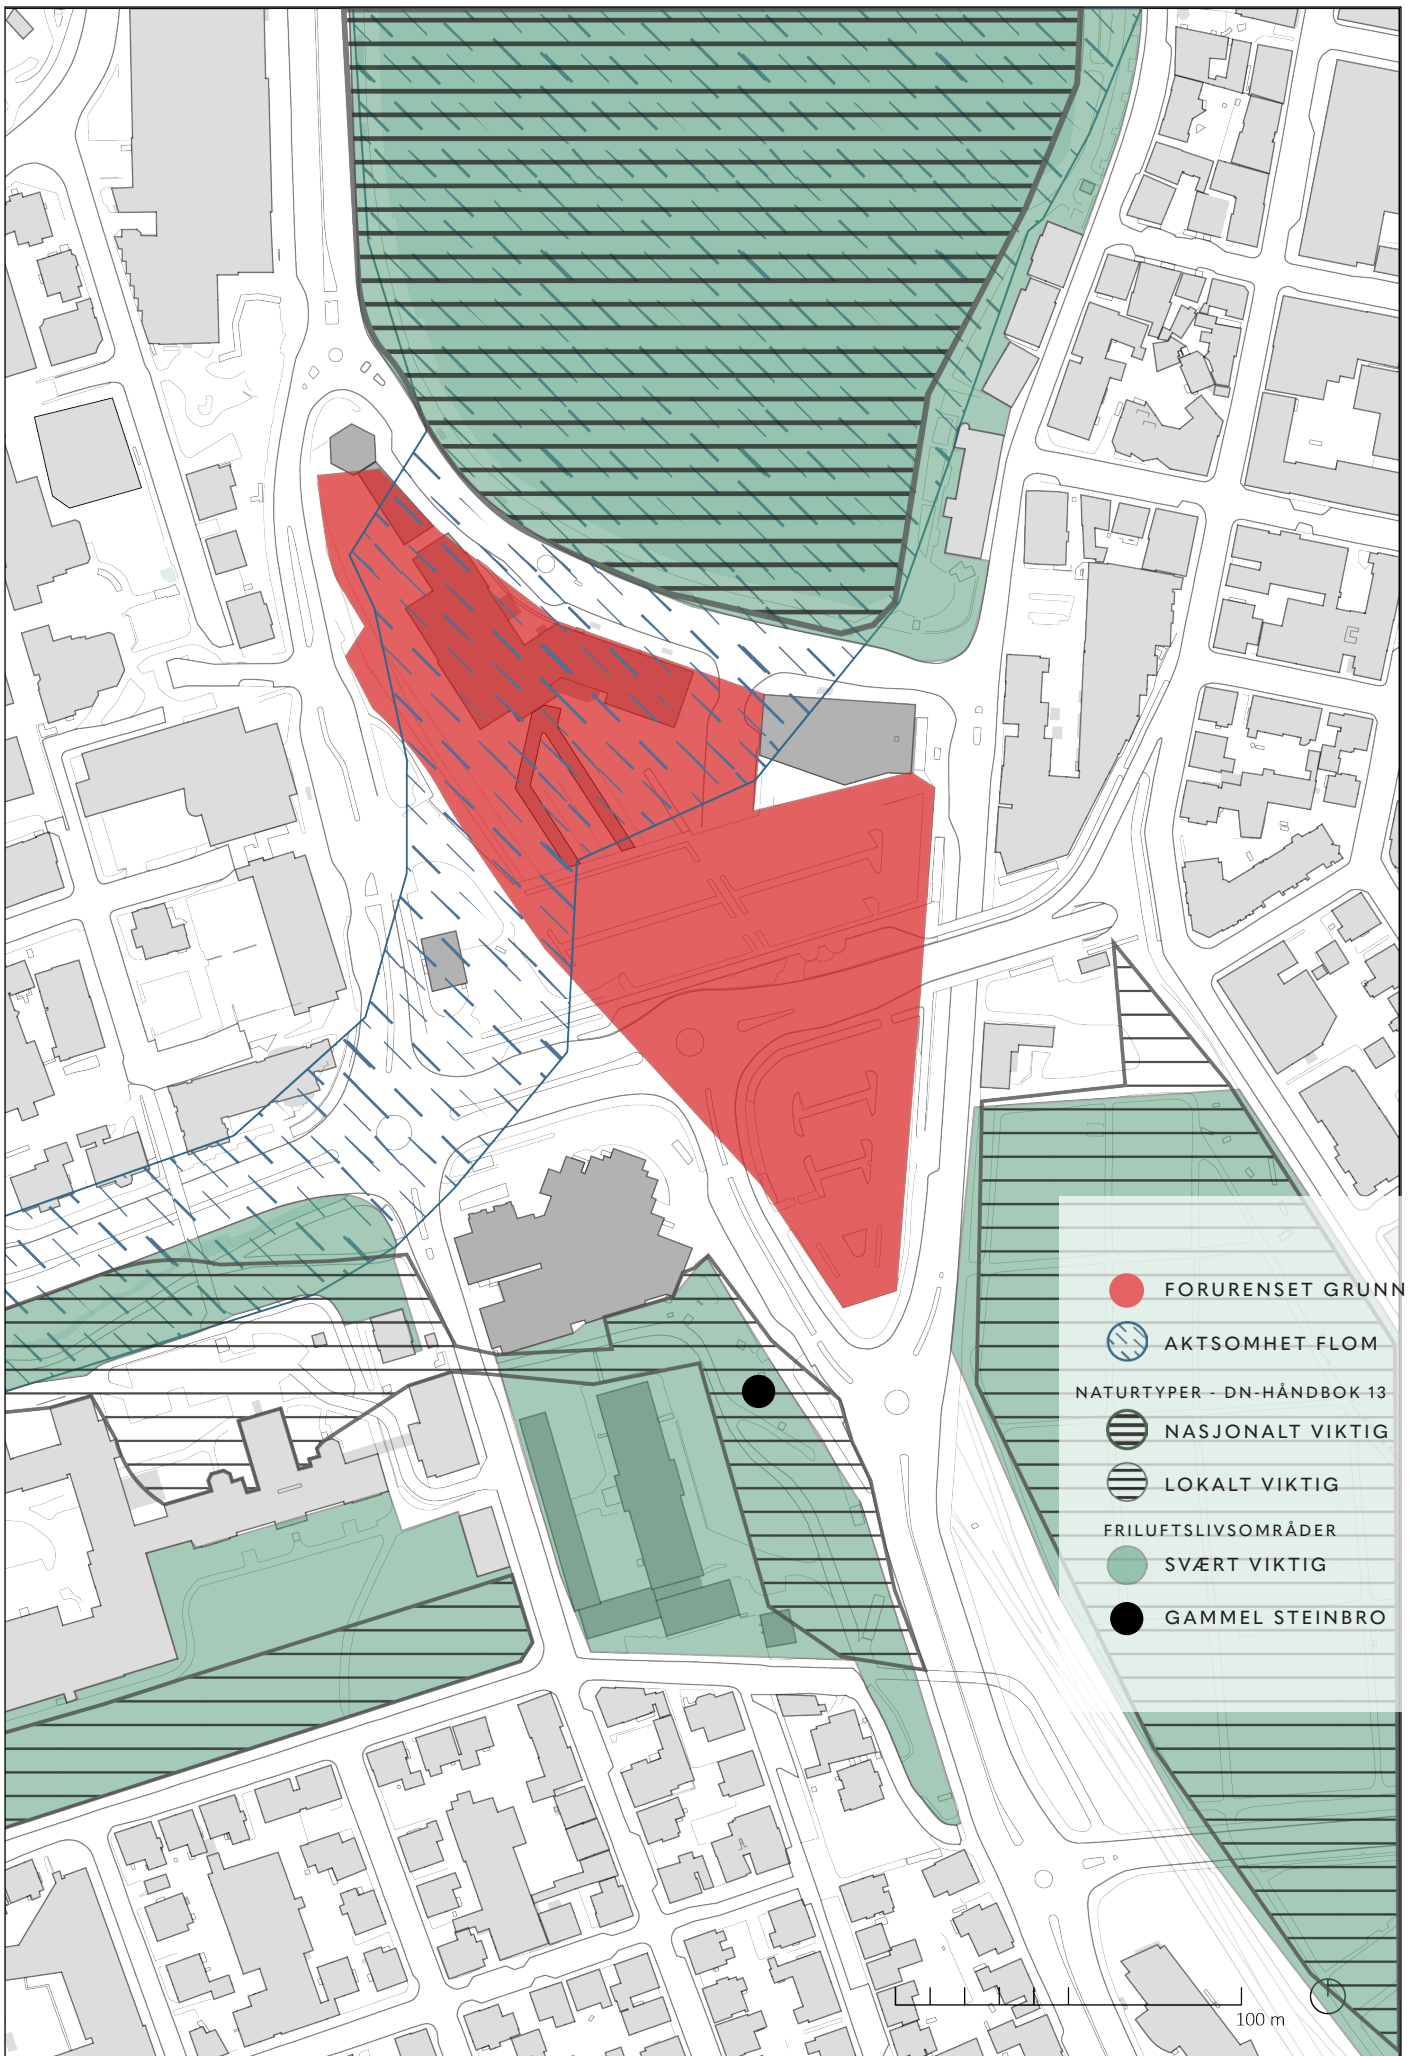 FORURENSET GRUNN
AKTSOMHET FLOM
NATURTYPER - DN-HÅNDBOK 13
NASJONALT VIKTIG
LOKALT VIKTIG
FRILUFTSLIVSOMRÅDER
SVÆRT VIKTIG
GAMMEL STEINBRO
100 m